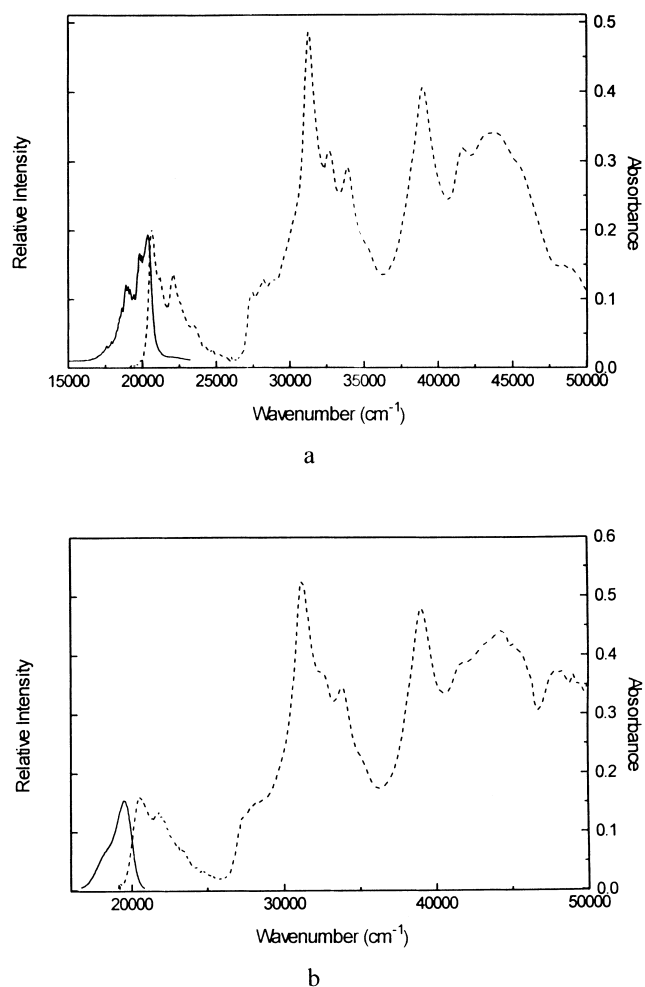 0.5
0.4
0.3
0.2
0.1
0.0
Relative Intensity
Absorbance
15000 20000 25000 30000 35000 40000 45000 50000
Wavenumber (cm-1)
a
0.6
0.5
0.4
0.3
0.2
0.1
0.0
Relative Intensity
Absorbance
20000 30000 40000 50000
Wavenumber (cm-1)
b